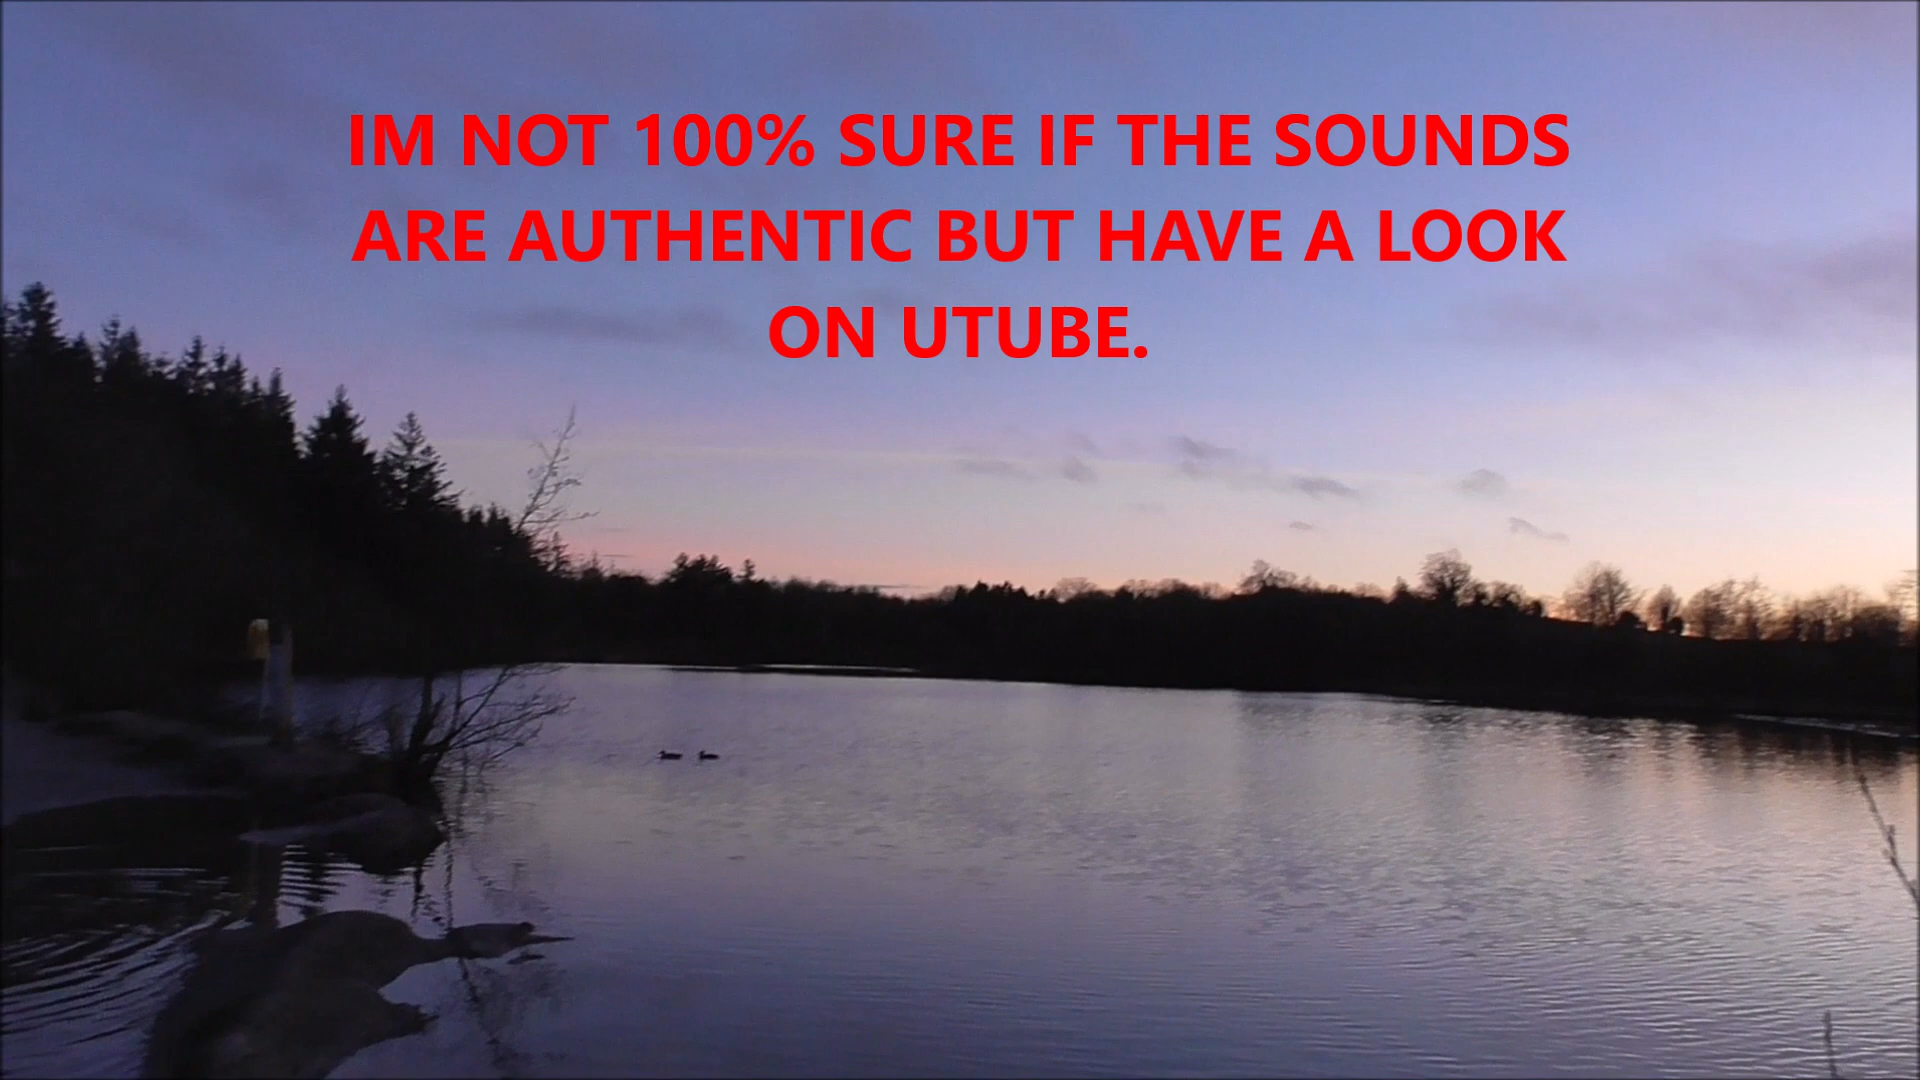 IM NOT 100% SURE IF THE SOUNDS
ARE AUTHENTIC BUT HAVE A LOOK
ON UTUBE.